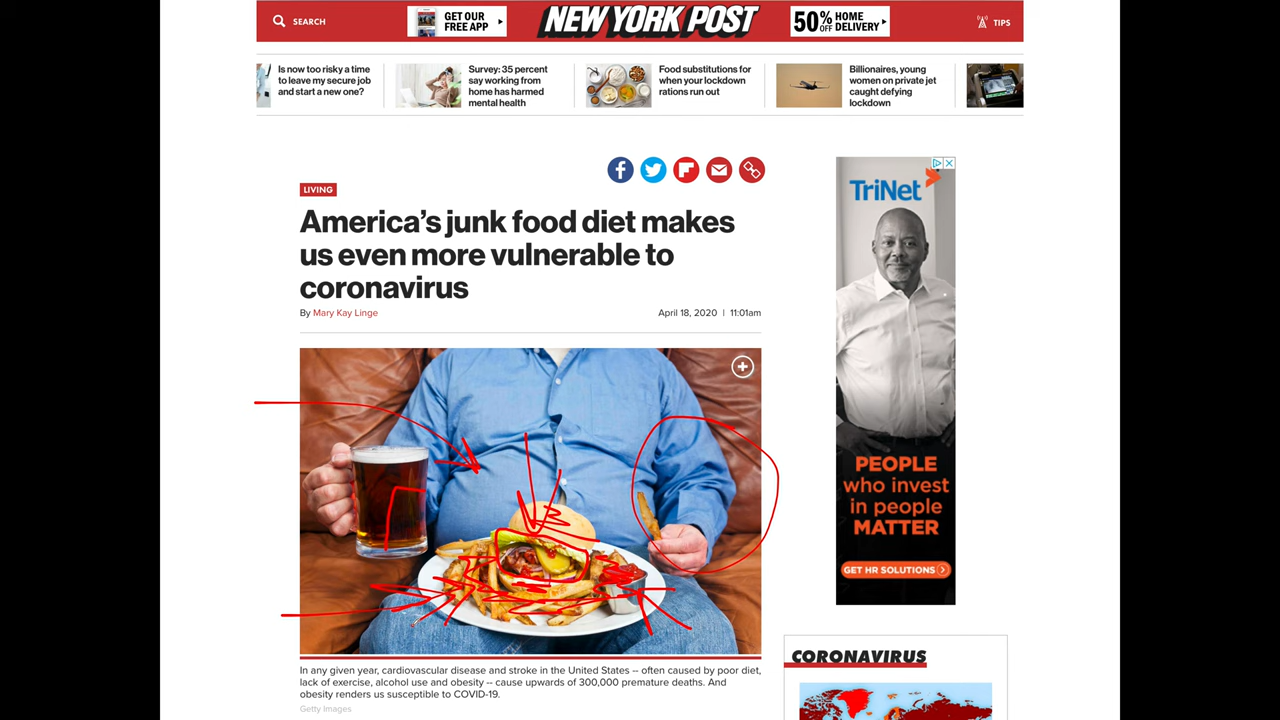 SEARCH
GET OUR
FREE APP
NEW YORK POST
50% OFF HOME
DELIVERY
TIPS
Is now too risky a time
to leave my secure job
and start a new one?
Survey: 35 percent
say working from
home has harmed
mental health
Food substitutions for
when your lockdown
rations run out
Billionaires, young
women on private jet
caught defying
lockdown
LIVING
America's junk food diet makes
us even more vulnerable to
coronavirus
By Mary Kay Linge
April 18, 2020 | 11:01am
In any given year, cardiovascular disease and stroke in the United States -- often caused by poor diet,
lack of exercise, alcohol use and obesity -- cause upwards of 300,000 premature deaths. And
obesity renders us susceptible to COVID-19.
Getty Images
TriNet
PEOPLE
who invest
in people
MATTER
GET HR SOLUTIONS
CORONAVIRUS